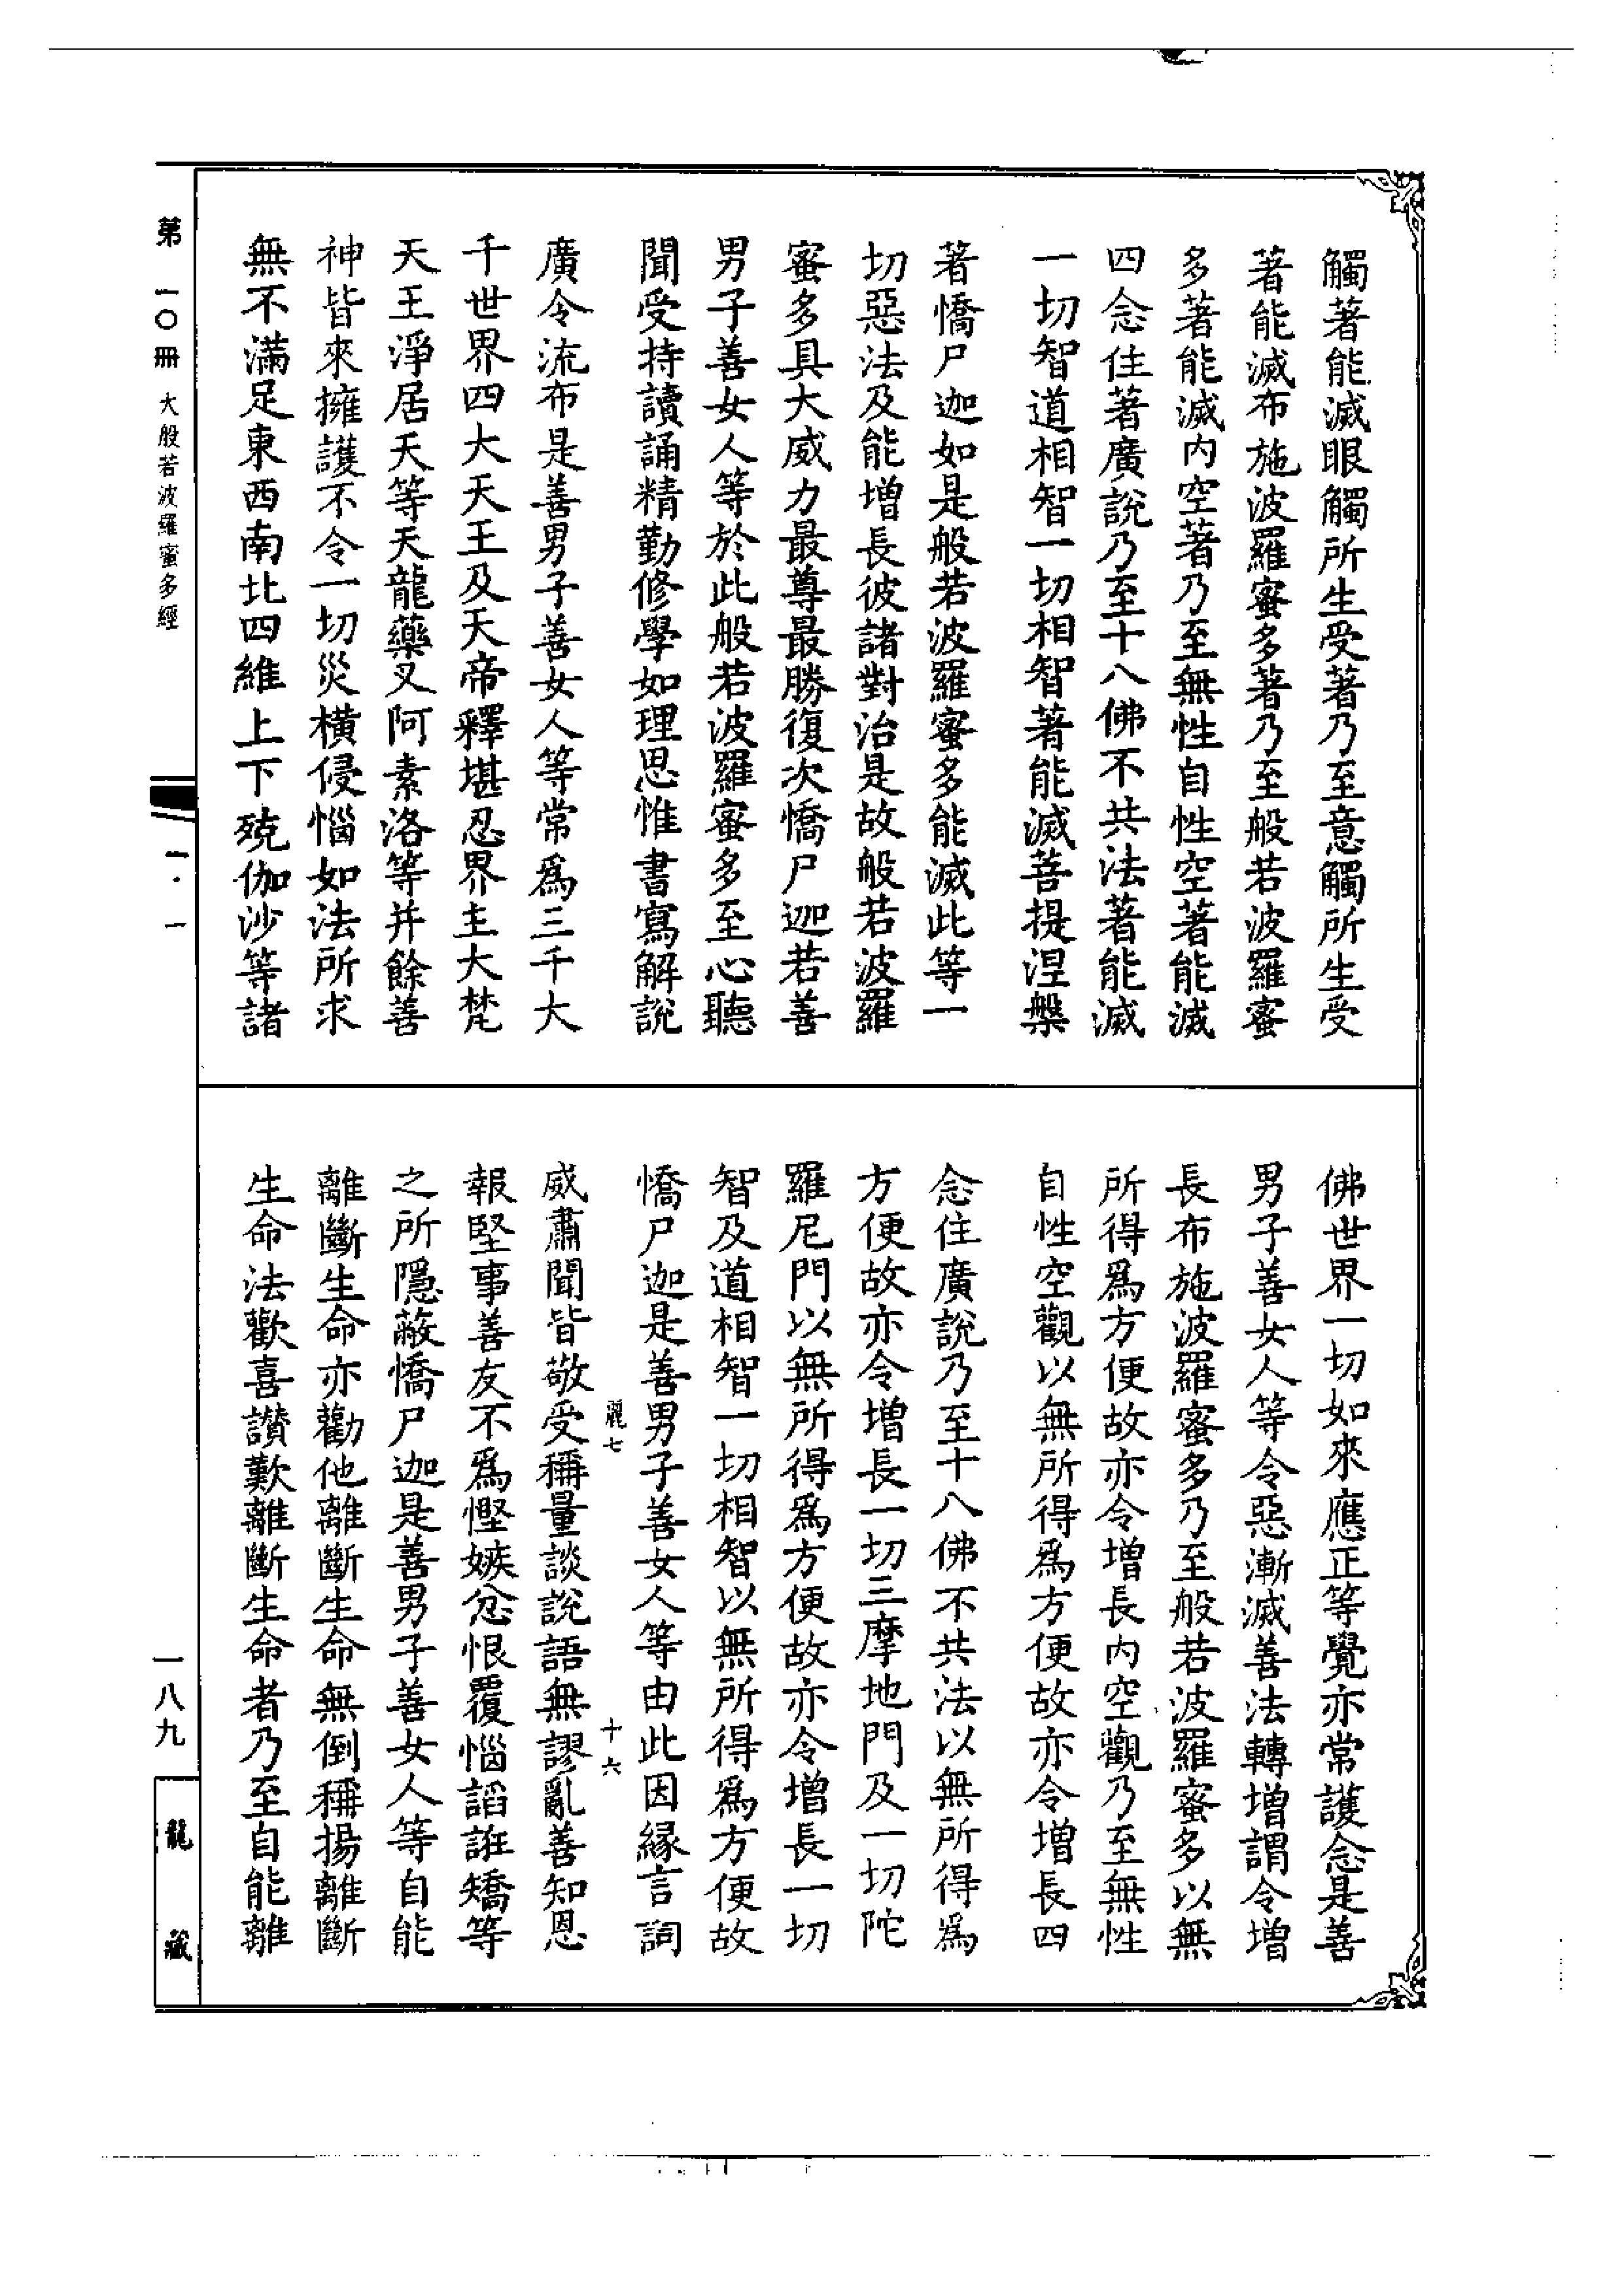 觸著能滅眼觸所生受著乃至意觸所生受
著能滅布施波羅蜜多著乃至般若波羅蜜
多著能滅内空著乃至無性自性空著能滅
四念住著廣說乃至十八佛不共法著能滅
一切智道相智一切相智著能滅菩提涅槃
著憍尸迦如是般若波羅蜜多能滅此等一
切惡法及能增長彼諸對治是故般若波羅
蜜多具大威力最尊最勝復次憍尸迦若善
男子善女人等於此般若波羅蜜多至心聽
聞受持讀誦精勤修學如理思惟書寫解說
廣令流布是善男子善女人等常爲三千大
千世界四大天王及天帝釋堪忍界主大梵
天王淨居天等天龍藥叉阿素洛等并餘善
神皆來擁護不令一切災橫侵惱如法所求
無不滿足東西南北四維上下殑伽沙等諸
佛世界一切如來應正等覺亦常護念是善
男子善女人等令惡漸滅善法轉增謂令增
長布施波羅蜜多乃至般若波羅蜜多以無
所得爲方便故亦令增長内空觀乃至無性
自性空觀以無所得爲方便故亦令增長四
念住廣說乃至十八佛不共法以無所得爲
方便故亦令增長一切三摩地門及一切陀
羅尼門以無所得爲方便故亦令增長一切
智及道相智一切相智以無所得爲方便故
憍尸迦是善男子善女人等由此因緣言詞
麗七 十六
威肅聞皆敬受稱量談說語無謬亂善知恩
報堅事善友不爲慳嫉忿恨覆惱諂誑矯等
之所隱蔽憍尸迦是善男子善女人等自能
離斷生命亦勸他離斷生命無倒稱揚離斷
生命法歡喜讚歎離斷生命者乃至自能離
第一〇冊 大般若波羅蜜多經
一·一
一八九
龍藏